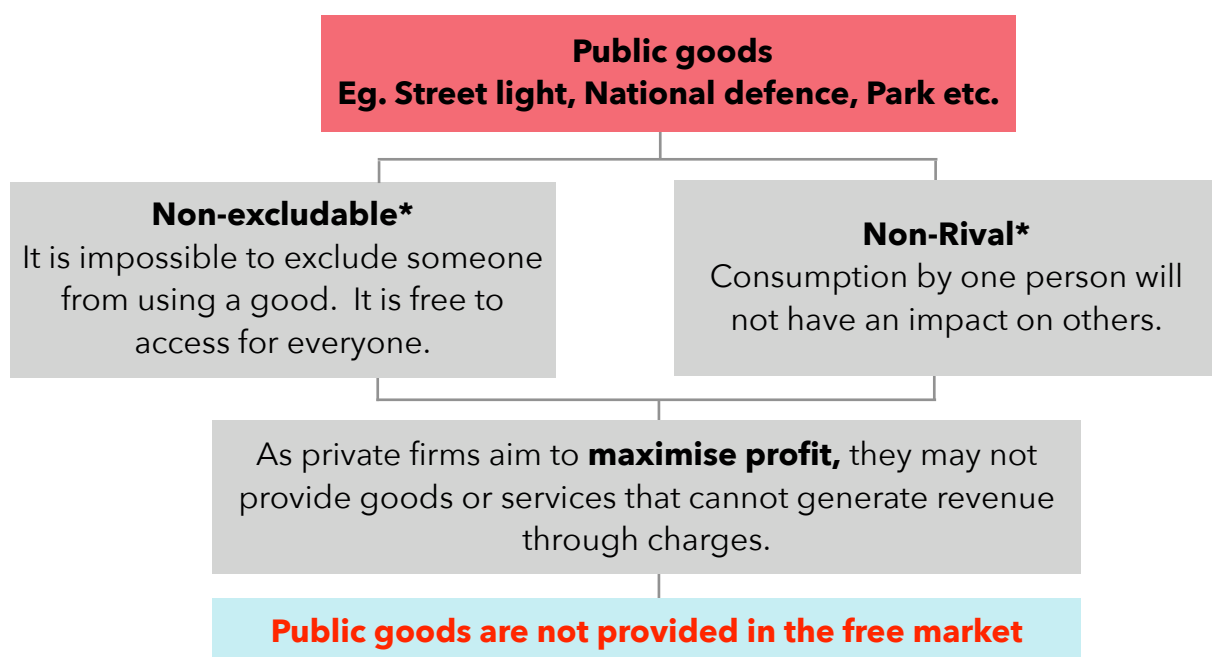 Public goods
Eg. Street light, National defence, Park etc.
Non-excludable*
It is impossible to exclude someone
from using a good.  It is free to
access for everyone.
Non-Rival*
Consumption by one person will
not have an impact on others.
As private firms aim to maximise profit, they may not
provide goods or services that cannot generate revenue
through charges.
Public goods are not provided in the free market